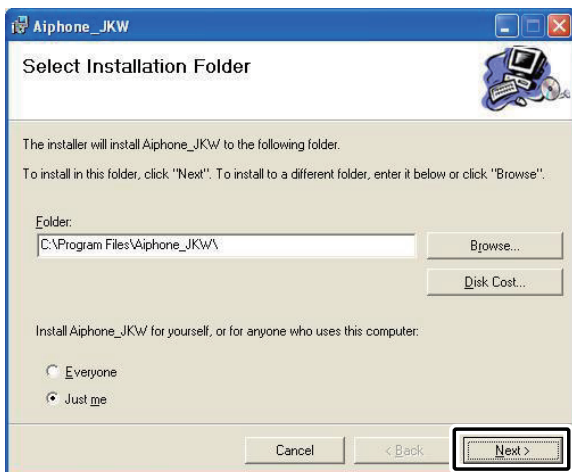 Aiphone_JKW
Select Installation Folder
The installer will install Aiphone_JKW to the following folder.
To install in this folder, click "Next". To install to a different folder, enter it below or click "Browse".
Folder:
C:\Program Files\Aiphone_JKW\
Browse...
Disk Cost...
Install Aiphone_JKW for yourself, or for anyone who uses this computer:
Everyone
Just me
Cancel
< Back
Next >